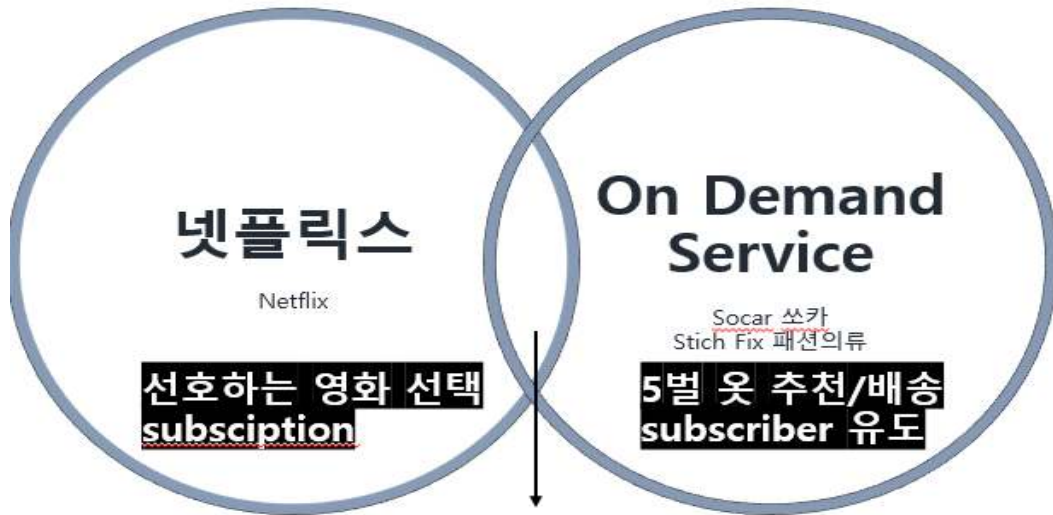 넷플릭스
Netflix
선호하는 영화 선택
subsciption
On Demand
Service
Socar 쏘카
Stich Fix 패션의류
5벌 옷 추천/배송
subscriber 유도